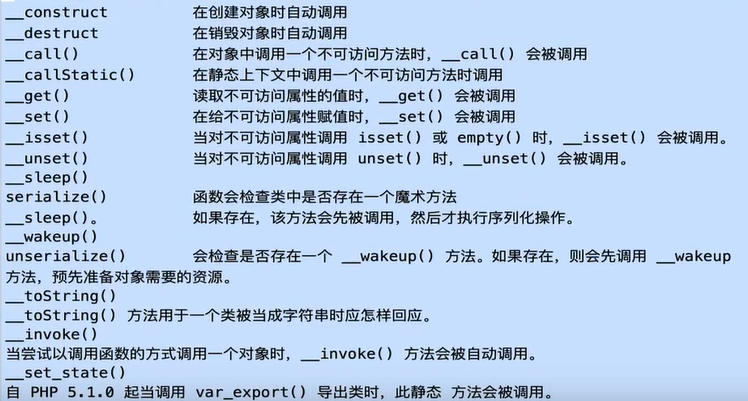 __construct 在创建对象时自动调用
__destruct 在销毁对象时自动调用
__call() 在对象中调用一个不可访问方法时，__call() 会被调用
__callStatic() 在静态上下文中调用一个不可访问方法时调用
__get() 读取不可访问属性的值时，__get() 会被调用
__set() 在给不可访问属性赋值时，__set() 会被调用
__isset() 当对不可访问属性调用 isset() 或 empty() 时，__isset() 会被调用。
__unset() 当对不可访问属性调用 unset() 时，__unset() 会被调用。
__sleep()
serialize() 函数会检查类中是否存在一个魔术方法
__sleep()。 如果存在，该方法会先被调用，然后才执行序列化操作。
__wakeup()
unserialize() 会检查是否存在一个 __wakeup() 方法。如果存在，则会先调用 __wakeup
方法，预先准备对象需要的资源。
__toString()
__toString() 方法用于一个类被当成字符串时应怎样回应。
__invoke()
当尝试以调用函数的方式调用一个对象时，__invoke() 方法会被自动调用。
__set_state()
自 PHP 5.1.0 起当调用 var_export() 导出类时，此静态 方法会被调用。